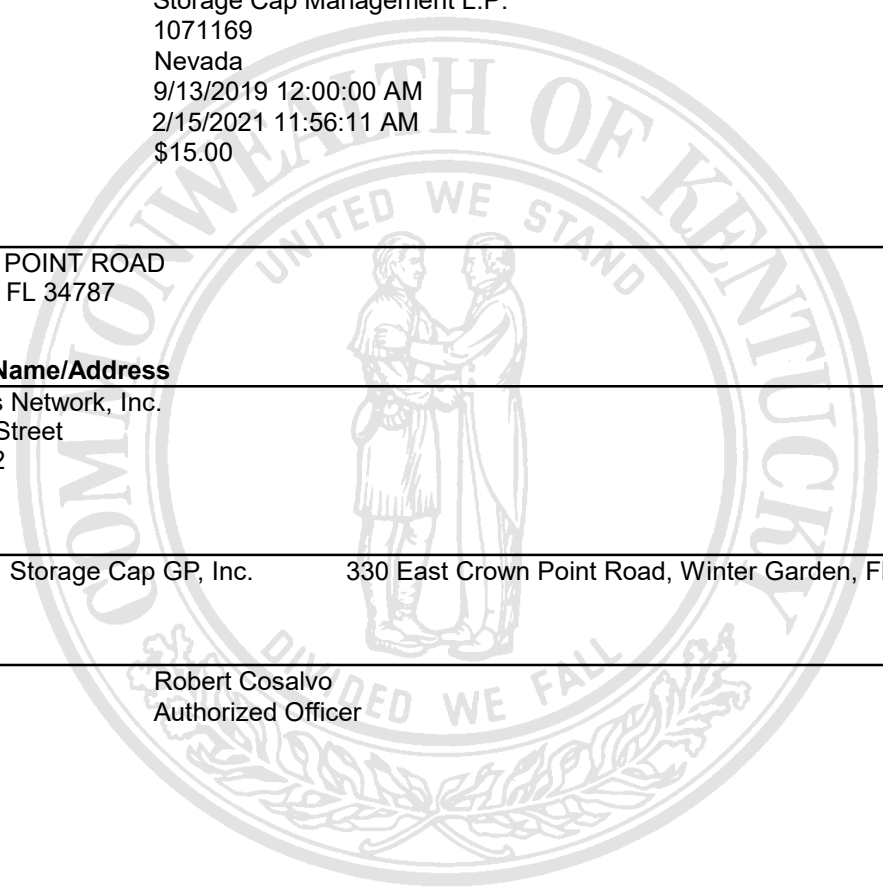 Storage Cap Management L.P.
1071169
Nevada
9/13/2019 12:00:00 AM
2/15/2021 11:56:11 AM
$15.00
COMMONWEALTH OF KENTUCKY
UNITED WE STAND
POINT ROAD
FL 34787
Name/Address
s Network, Inc.
Street
2
Storage Cap GP, Inc. 330 East Crown Point Road, Winter Garden, Fl
Robert Cosalvo
Authorized Officer
DIVIDED WE FALL